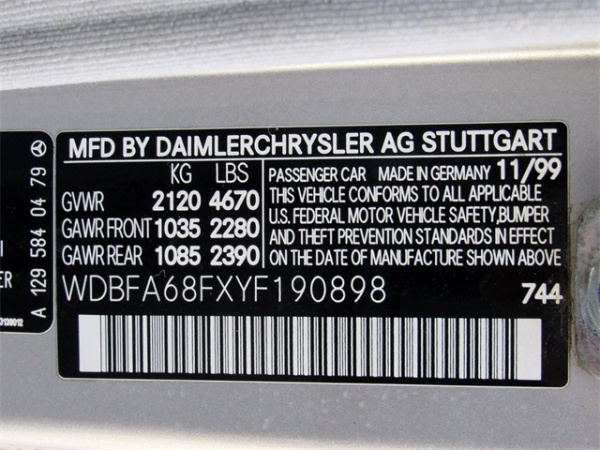 MFD BY DAIMLERCHRYSLER AG STUTTGART
KG LBS
GVWR 2120 4670
GAWR FRONT 1035 2280
GAWR REAR 1085 2390
PASSENGER CAR MADE IN GERMANY 11/99
THIS VEHICLE CONFORMS TO ALL APPLICABLE
U.S. FEDERAL MOTOR VEHICLE SAFETY, BUMPER
AND THEFT PREVENTION STANDARDS IN EFFECT
ON THE DATE OF MANUFACTURE SHOWN ABOVE
WDBFA68FXYF190898 744
A 129 584 04 79